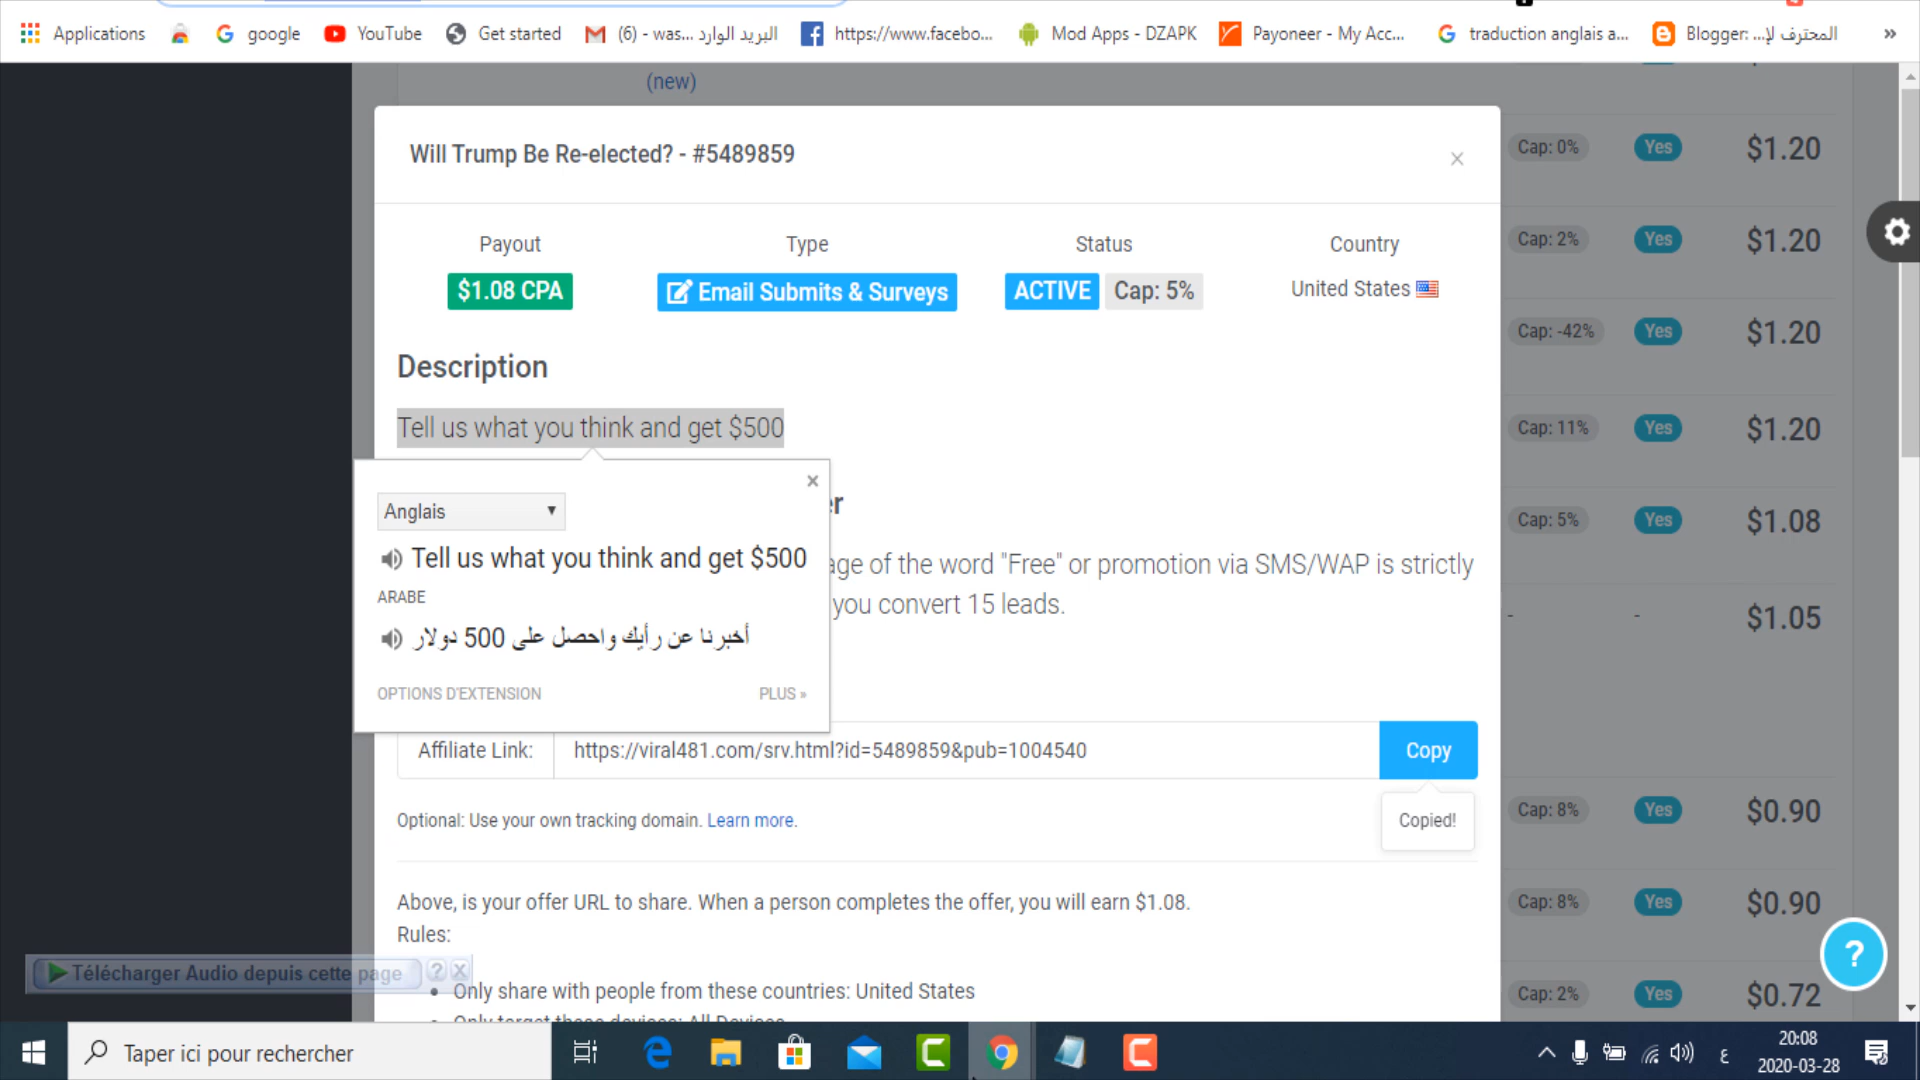 Applications
google
YouTube
Get started
(6) - was... البريد الوارد
https://www.facebo...
Mod Apps - DZAPK
Payoneer - My Acc...
traduction anglais a...
Blogger: ...المحترف لإ
»
(new)
Will Trump Be Re-elected? - #5489859
×
Payout
Type
Status
Country
$1.08 CPA
Email Submits & Surveys
ACTIVE
Cap: 5%
United States
Description
Tell us what you think and get $500
er
age of the word "Free" or promotion via SMS/WAP is strictly
you convert 15 leads.
×
Anglais
Tell us what you think and get $500
ARABE
أخبرنا عن رأيك واحصل على 500 دولار
OPTIONS D'EXTENSION
PLUS »
Affiliate Link:
https://viral481.com/srv.html?id=5489859&pub=1004540
Copy
Copied!
Optional: Use your own tracking domain. Learn more.
Above, is your offer URL to share. When a person completes the offer, you will earn $1.08.
Rules:
• Only share with people from these countries: United States
• Only target these devices: All Devices
Cap: 0% Yes $1.20
Cap: 2% Yes $1.20
Cap: -42% Yes $1.20
Cap: 11% Yes $1.20
Cap: 5% Yes $1.08
- - $1.05
Cap: 8% Yes $0.90
Cap: 8% Yes $0.90
Cap: 2% Yes $0.72
?
Télécharger Audio depuis cette page
? X
Taper ici pour rechercher
ع
20:08
2020-03-28